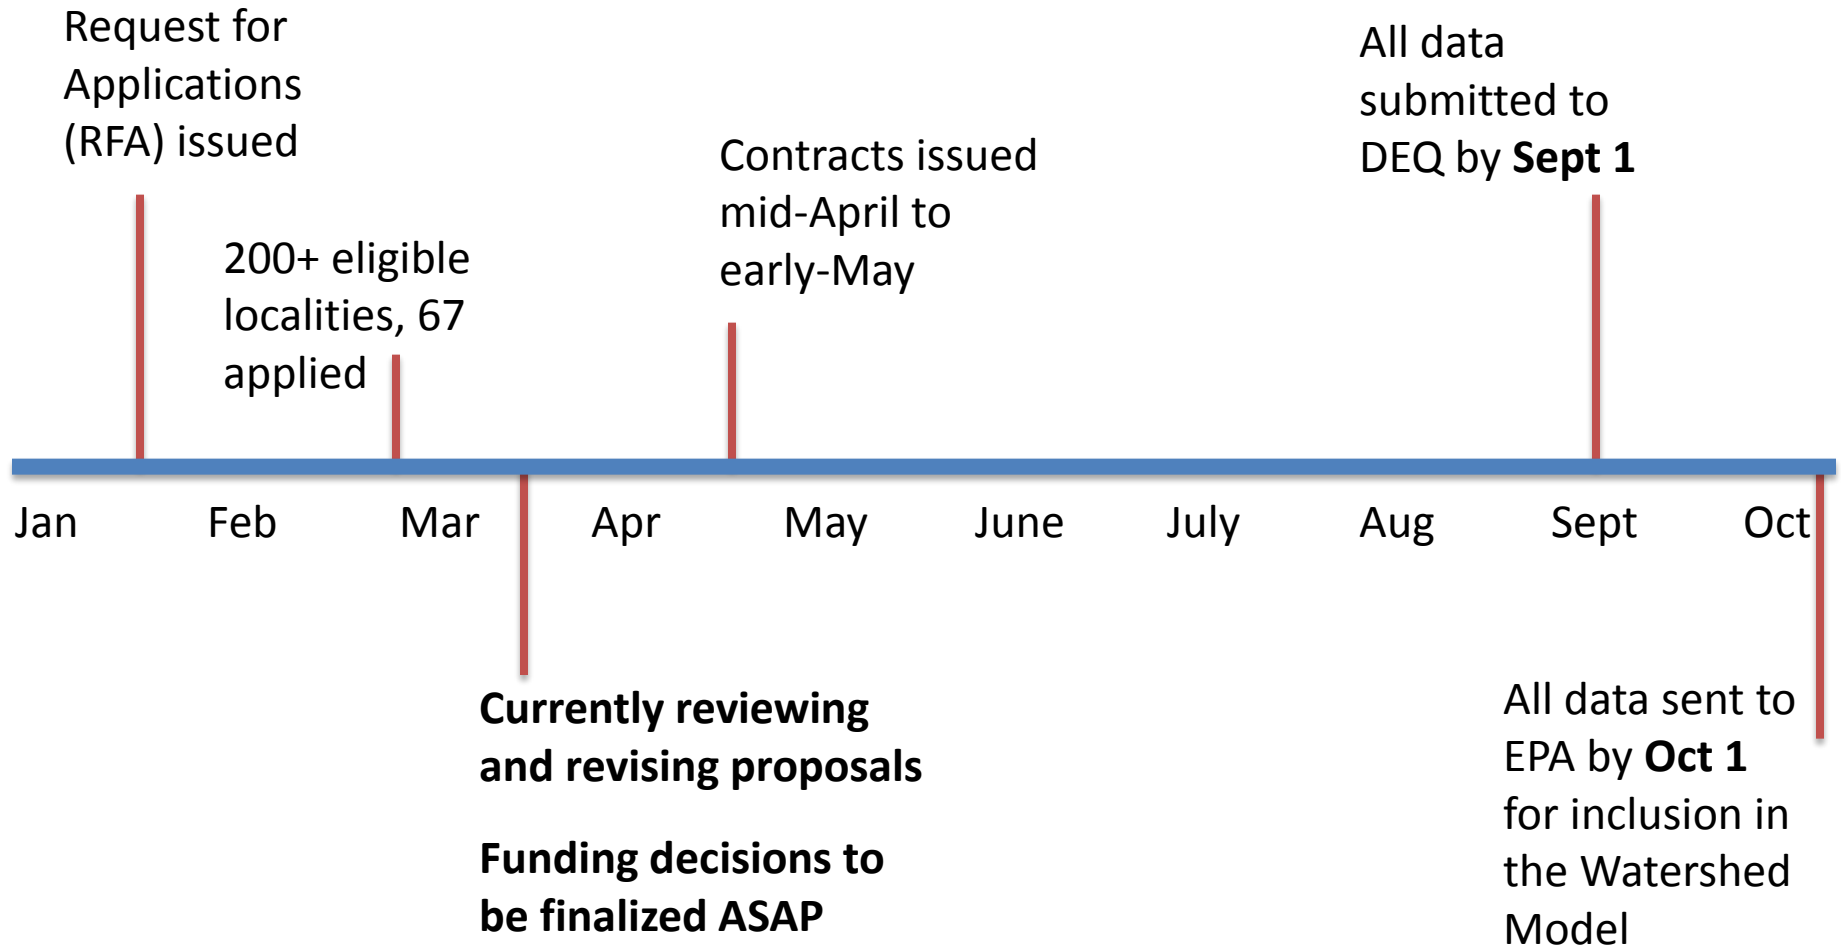 Request for
Applications
(RFA) issued
200+ eligible
localities, 67
applied
Contracts issued
mid-April to
early-May
All data
submitted to
DEQ by Sept 1
Jan Feb Mar Apr May June July Aug Sept Oct
Currently reviewing
and revising proposals
Funding decisions to
be finalized ASAP
All data sent to
EPA by Oct 1
for inclusion in
the Watershed
Model